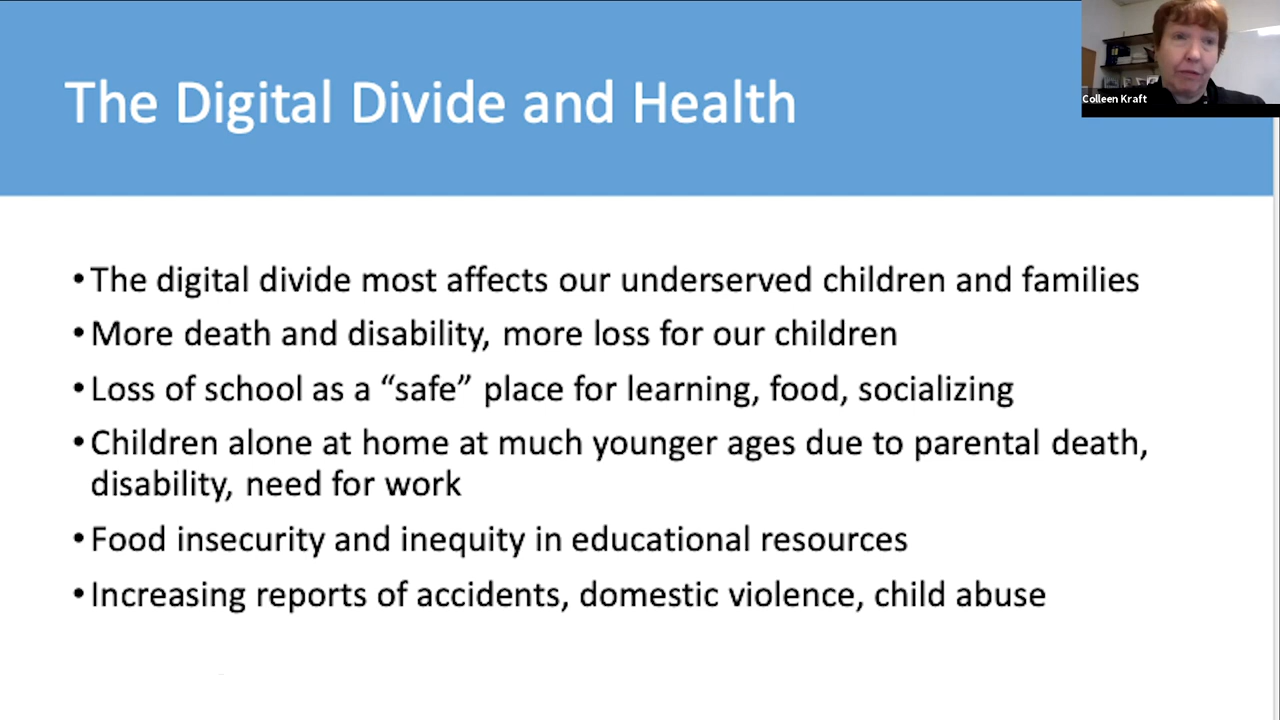 The Digital Divide and Health
Colleen Kraft
•The digital divide most affects our underserved children and families
•More death and disability, more loss for our children
•Loss of school as a “safe” place for learning, food, socializing
•Children alone at home at much younger ages due to parental death,
disability, need for work
•Food insecurity and inequity in educational resources
•Increasing reports of accidents, domestic violence, child abuse